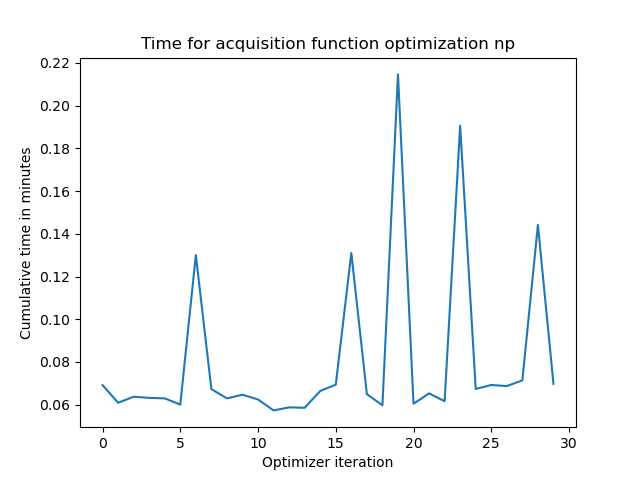 Time for acquisition function optimization np
0.22
0.20
0.18
0.16
0.14
0.12
0.10
0.08
0.06
Cumulative time in minutes
0 5 10 15 20 25 30
Optimizer iteration